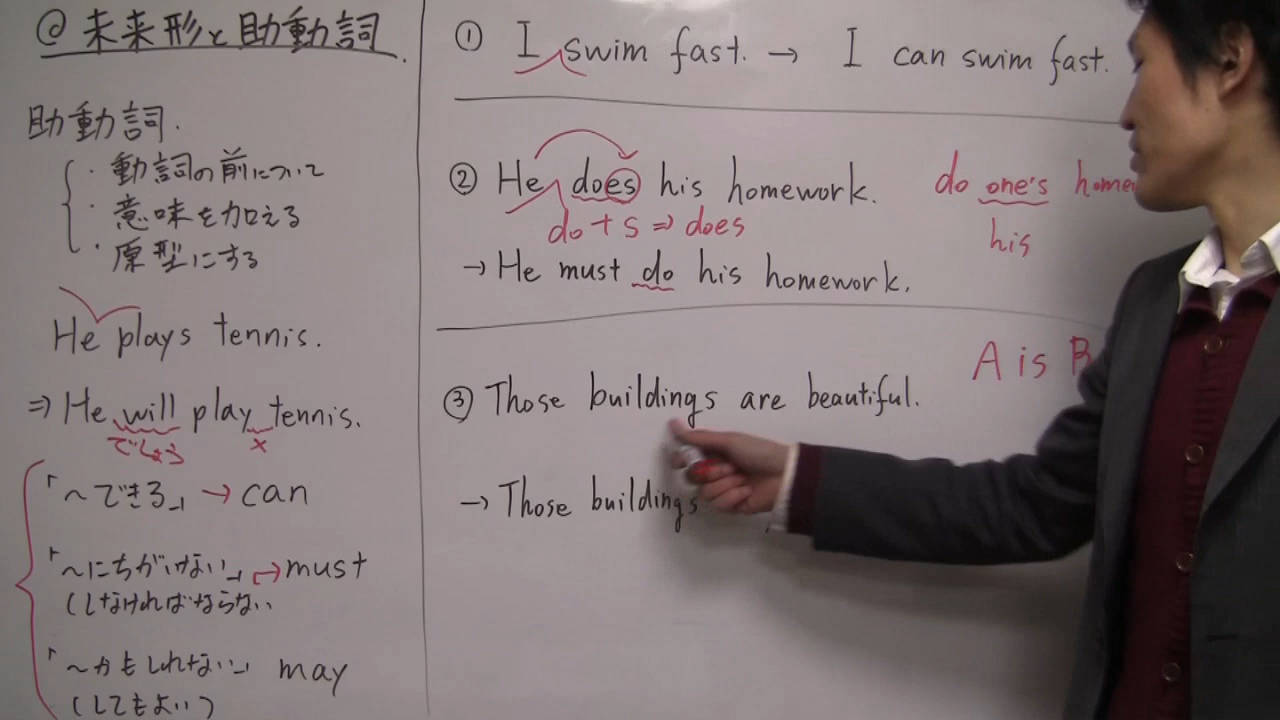 @ 未来形と助動詞
助動詞.
・動詞の前について
・意味を加える
・原型にする
He plays tennis.
⇒ He will play tennis.
でしょう ×
「～できる」→ can
「～にちがいない」→ must
(しなければならない
「～かもしれない」 may
(してもよい)
① I swim fast. → I can swim fast.
② He does his homework.
do + s ⇒ does
→ He must do his homework.
do one's
his
A is B
③ Those buildings are beautiful.
→ Those buildings